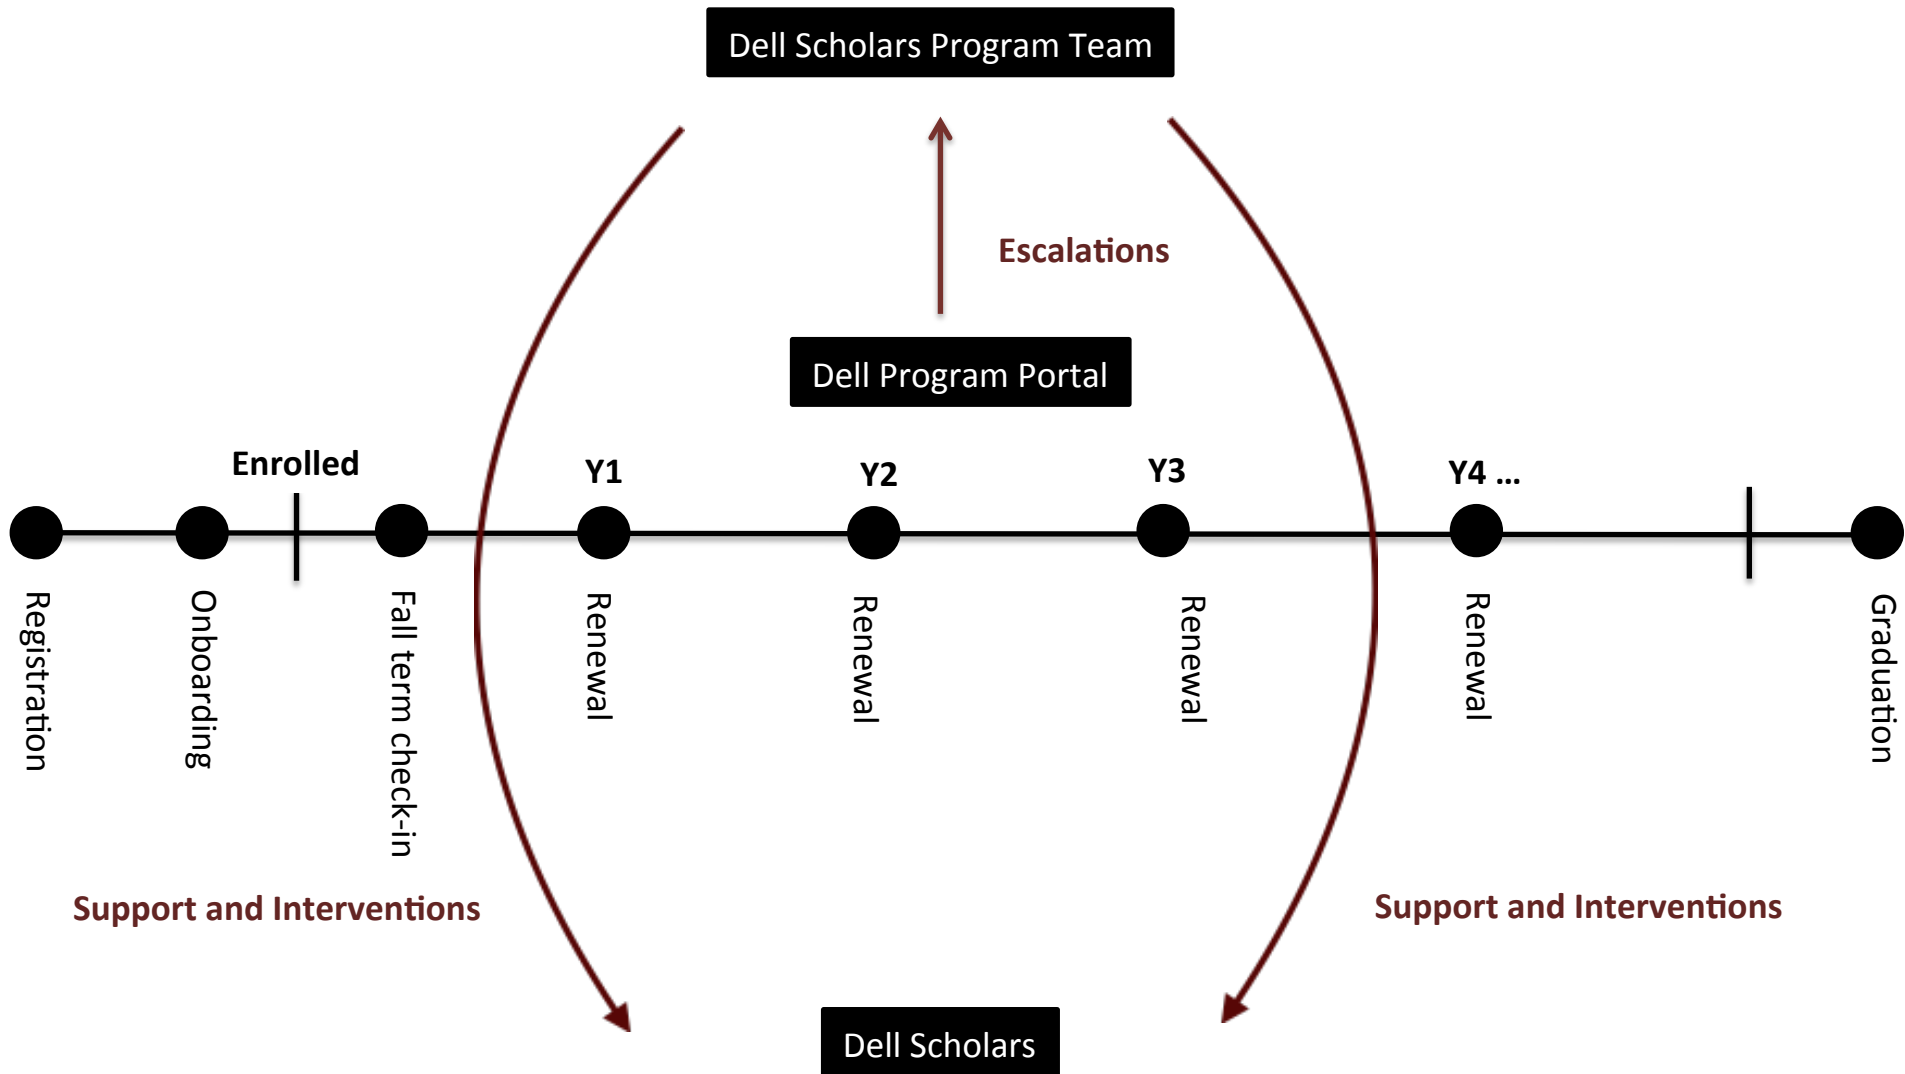 Dell Scholars Program Team
Escalations
Dell Program Portal
Enrolled
Y1
Y2
Y3
Y4 ...
Registration
Onboarding
Fall term check-in
Renewal
Renewal
Renewal
Renewal
Graduation
Support and Interventions
Support and Interventions
Dell Scholars